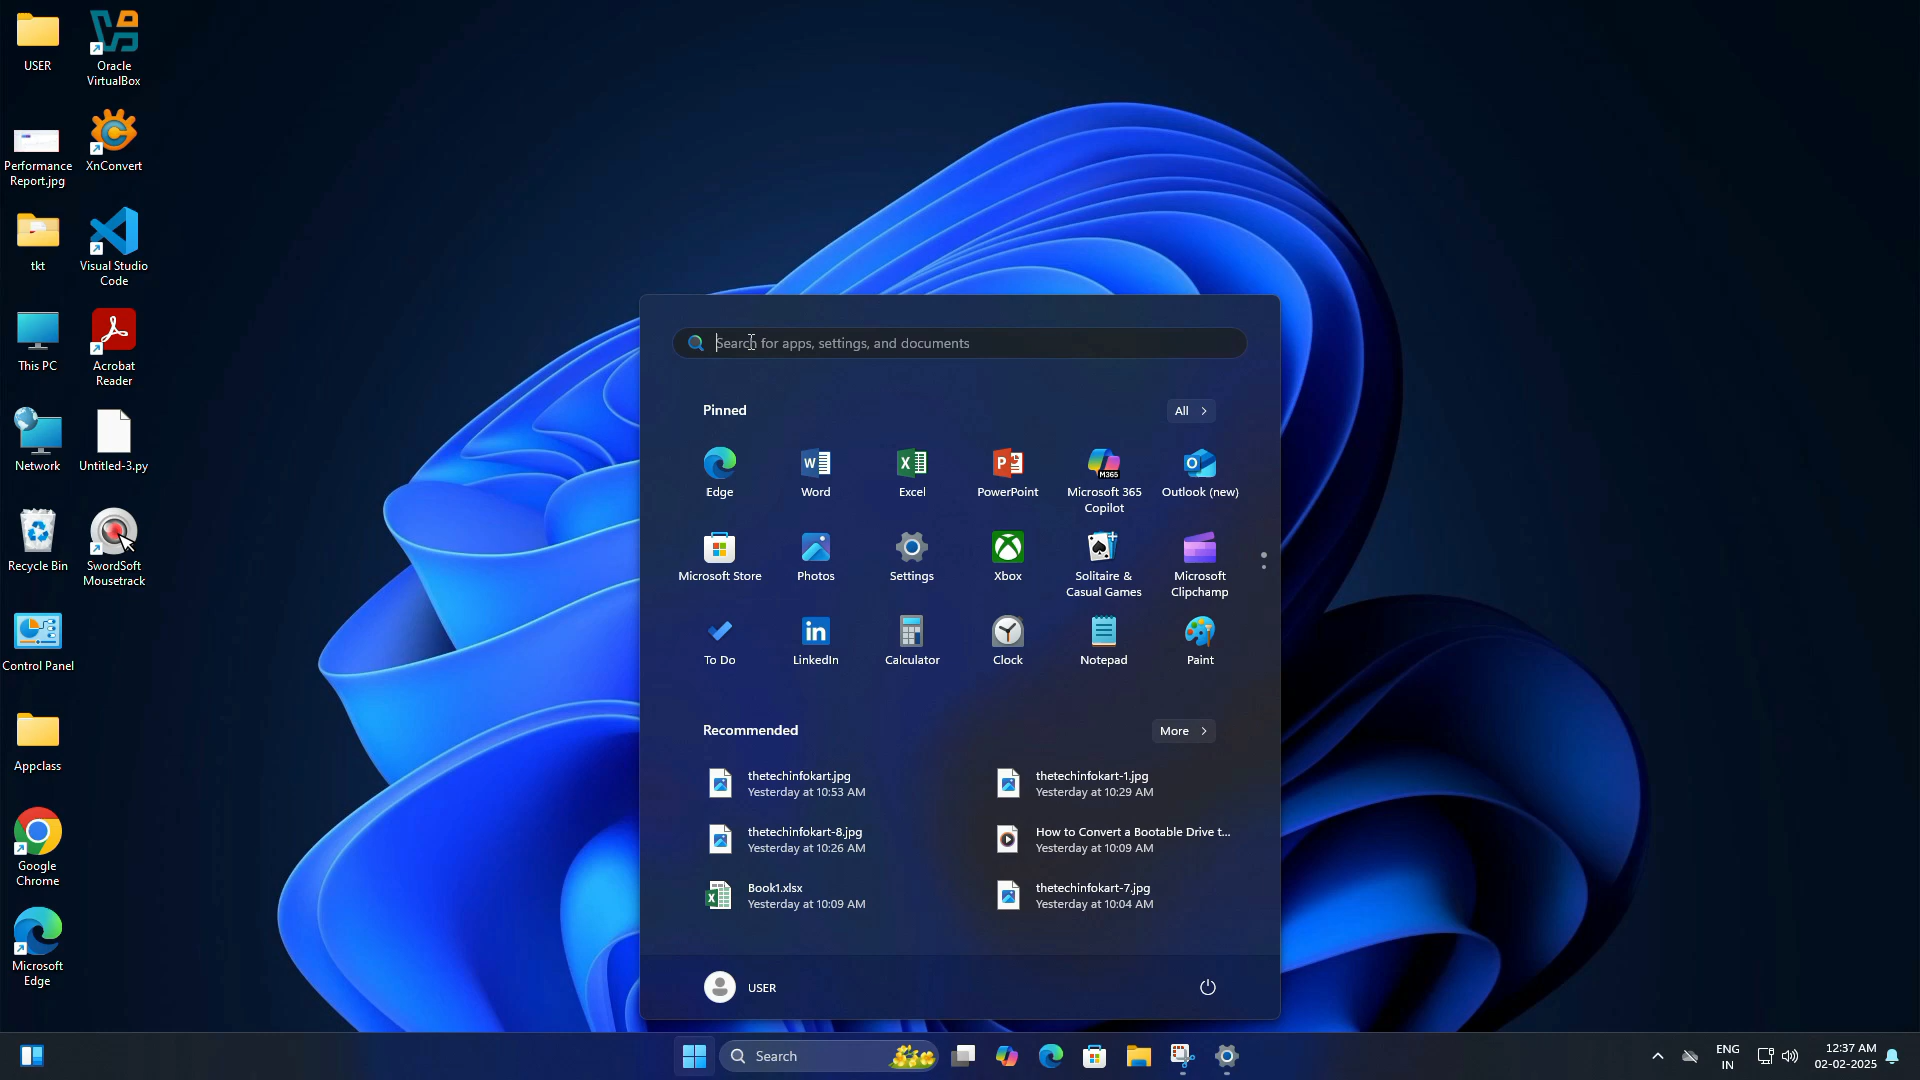 USER
Oracle
VirtualBox
Performance
Report.jpg
XnConvert
tkt
Visual Studio
Code
This PC
Acrobat
Reader
Network
Untitled-3.py
Recycle Bin
SwordSoft
Mousetrack
Control Panel
Appclass
Google
Chrome
Microsoft
Edge
Search for apps, settings, and documents
Pinned
All
Edge
Word
Excel
PowerPoint
M365
Microsoft 365
Copilot
Outlook (new)
Microsoft Store
Photos
Settings
Xbox
Solitaire &
Casual Games
Microsoft
Clipchamp
To Do
LinkedIn
Calculator
Clock
Notepad
Paint
Recommended
More
thetechinfokart.jpg
Yesterday at 10:53 AM
thetechinfokart-1.jpg
Yesterday at 10:29 AM
thetechinfokart-8.jpg
Yesterday at 10:26 AM
How to Convert a Bootable Drive t...
Yesterday at 10:09 AM
Book1.xlsx
Yesterday at 10:09 AM
thetechinfokart-7.jpg
Yesterday at 10:04 AM
USER
Search
ENG
IN
12:37 AM
02-02-2025